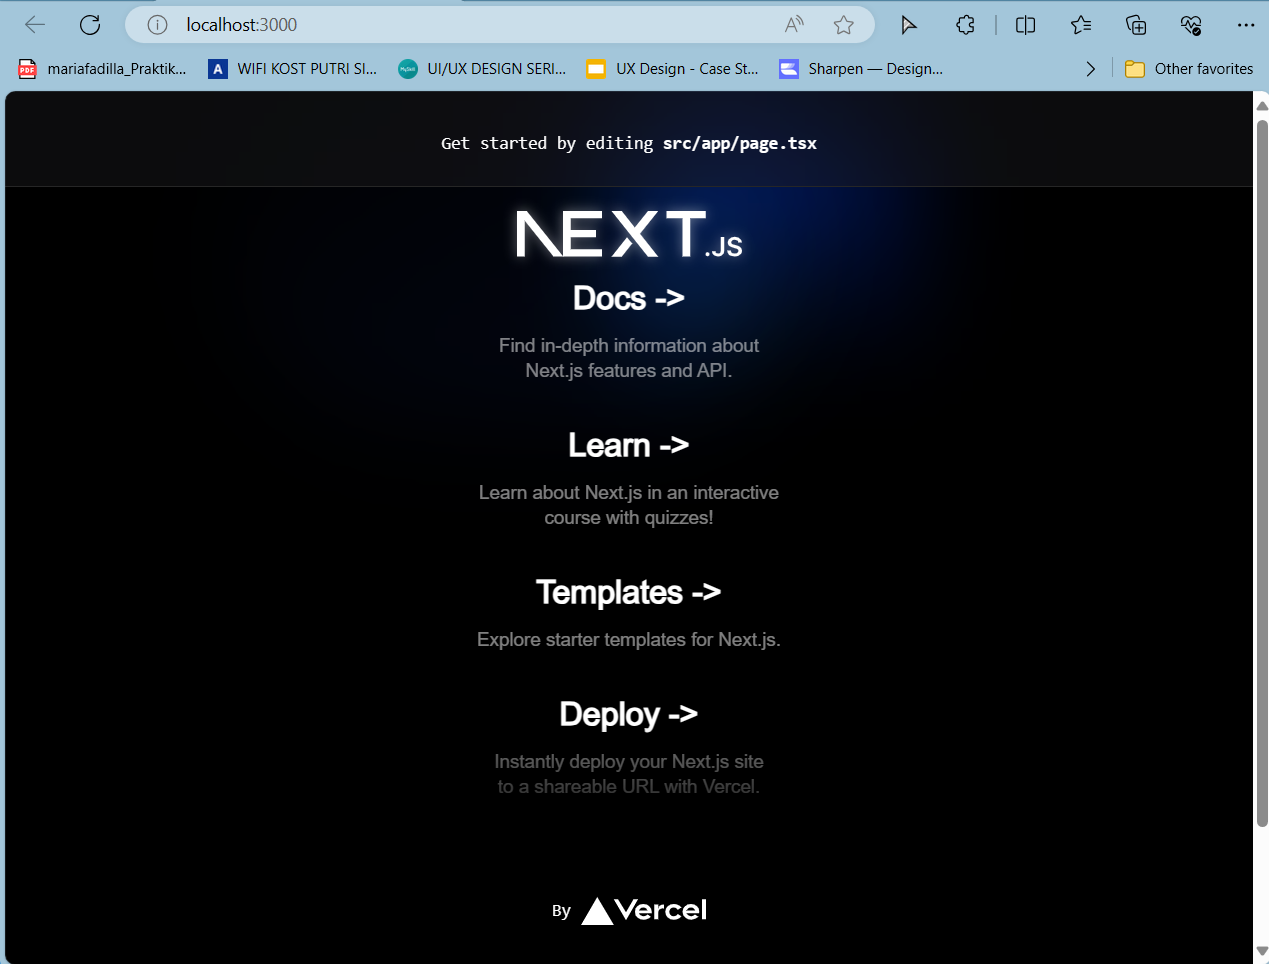 localhost:3000
mariafadilla_Praktik... WIFI KOST PUTRI SI... UI/UX DESIGN SERI... UX Design - Case St... Sharpen — Design... Other favorites
Get started by editing src/app/page.tsx
NEXT.JS
Docs ->
Find in-depth information about
Next.js features and API.
Learn ->
Learn about Next.js in an interactive
course with quizzes!
Templates ->
Explore starter templates for Next.js.
Deploy ->
Instantly deploy your Next.js site
to a shareable URL with Vercel.
By Vercel